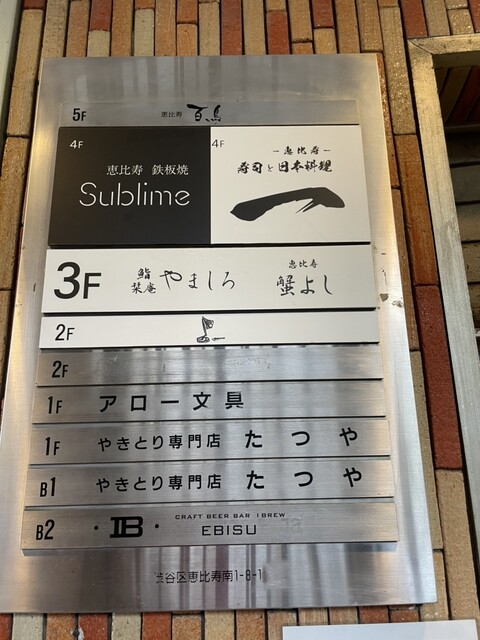 5F 恵比寿 百鳥
4F
恵比寿 鉄板焼
Sublime
4F
－恵比寿－
寿司と日本料理
一
3F 鮨 栞庵 やましろ
恵比寿
蟹よし
2F
2F
1F アロー文具
1F やきとり専門店 たつや
B1 やきとり専門店 たつや
B2 ・IB・ CRAFT BEER BAR IBREW
EBISU
渋谷区恵比寿南1-8-1